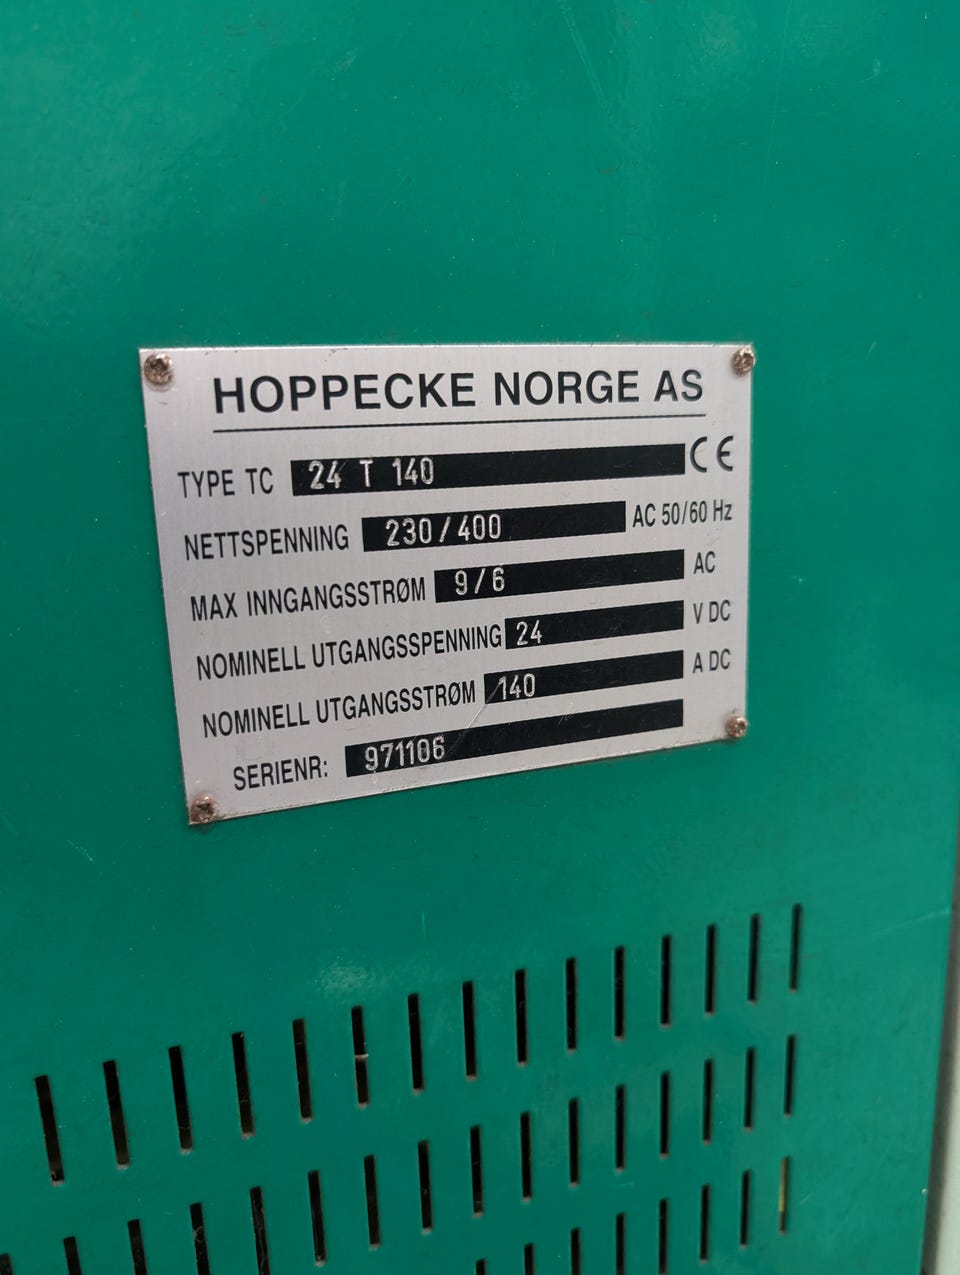 HOPPECKE NORGE AS
TYPE TC 24 T 140 CE
NETTSPENNING 230/400 AC 50/60 Hz
MAX INNGANGSSTRØM 9/6 AC
NOMINELL UTGANGSSPENNING 24 V DC
NOMINELL UTGANGSSTRØM 140 A DC
SERIENR: 971106